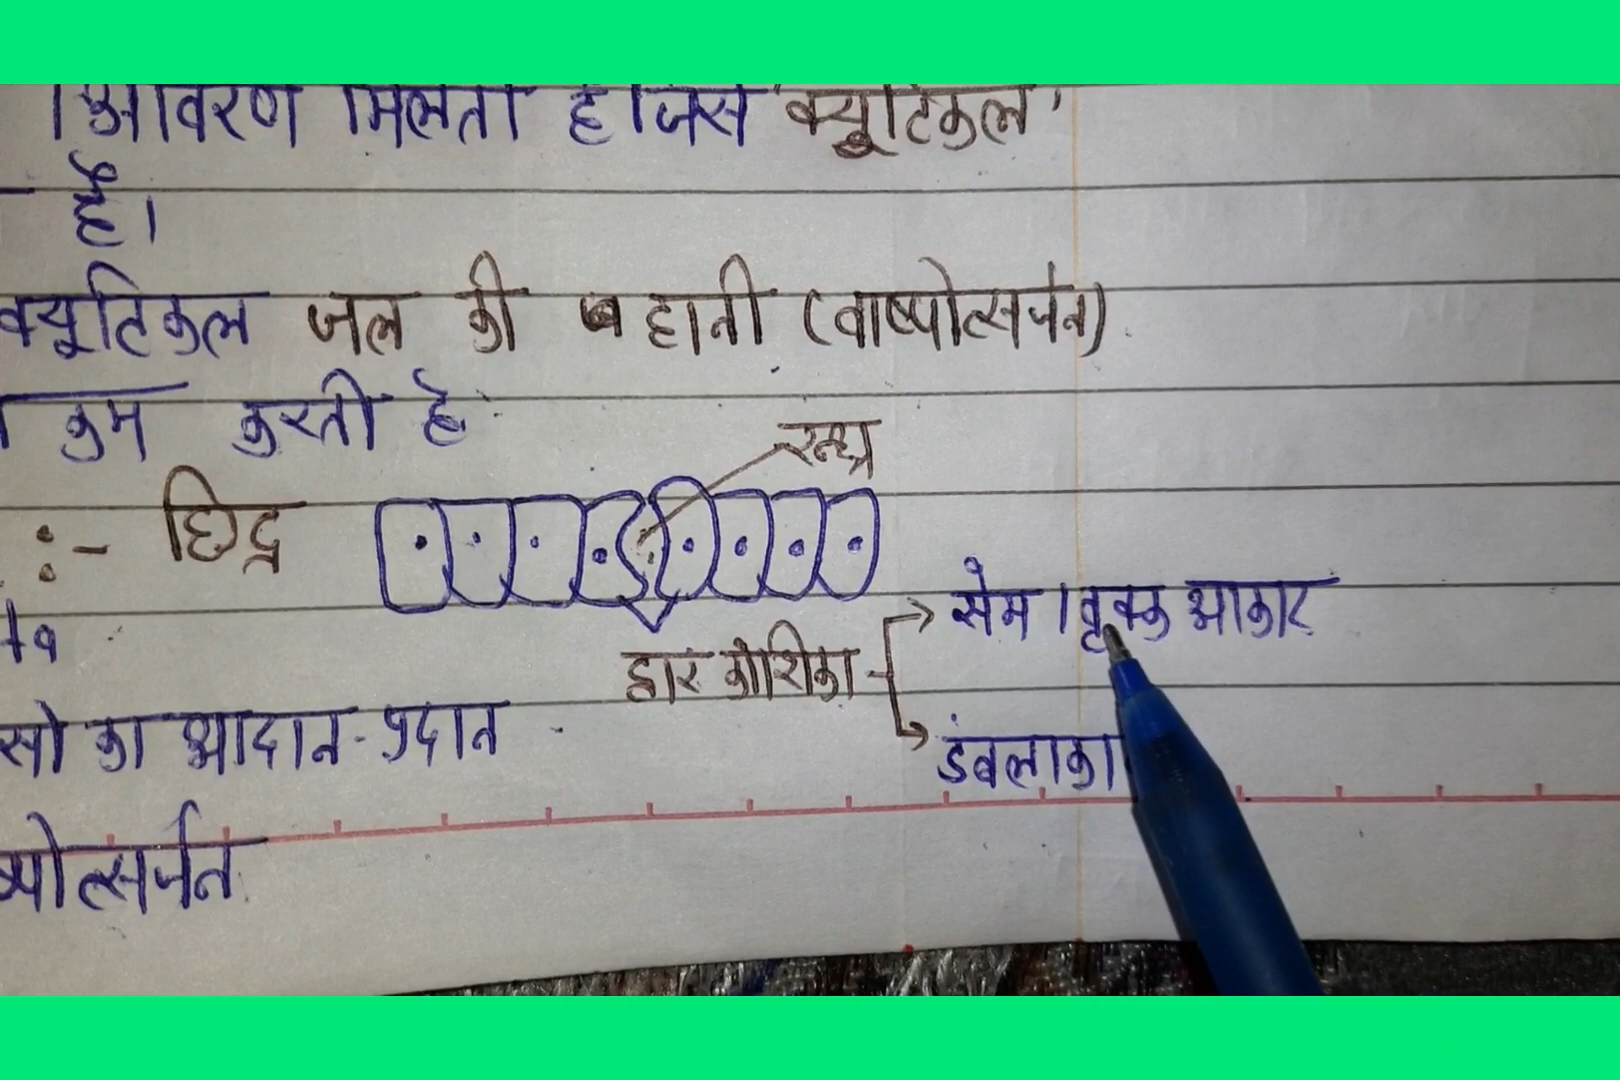 आवरण मिलता है जिसे 'क्यूटिकल'
है।
क्यूटिकल जल की हानी (वाष्पोत्सर्जन)
कम करती है
रन्ध्र
:- छिद्र
सेम / वृक्क आकार
द्वार कोशिका
सो का आदान-प्रदान
डंबलाका
ष्पोत्सर्जन